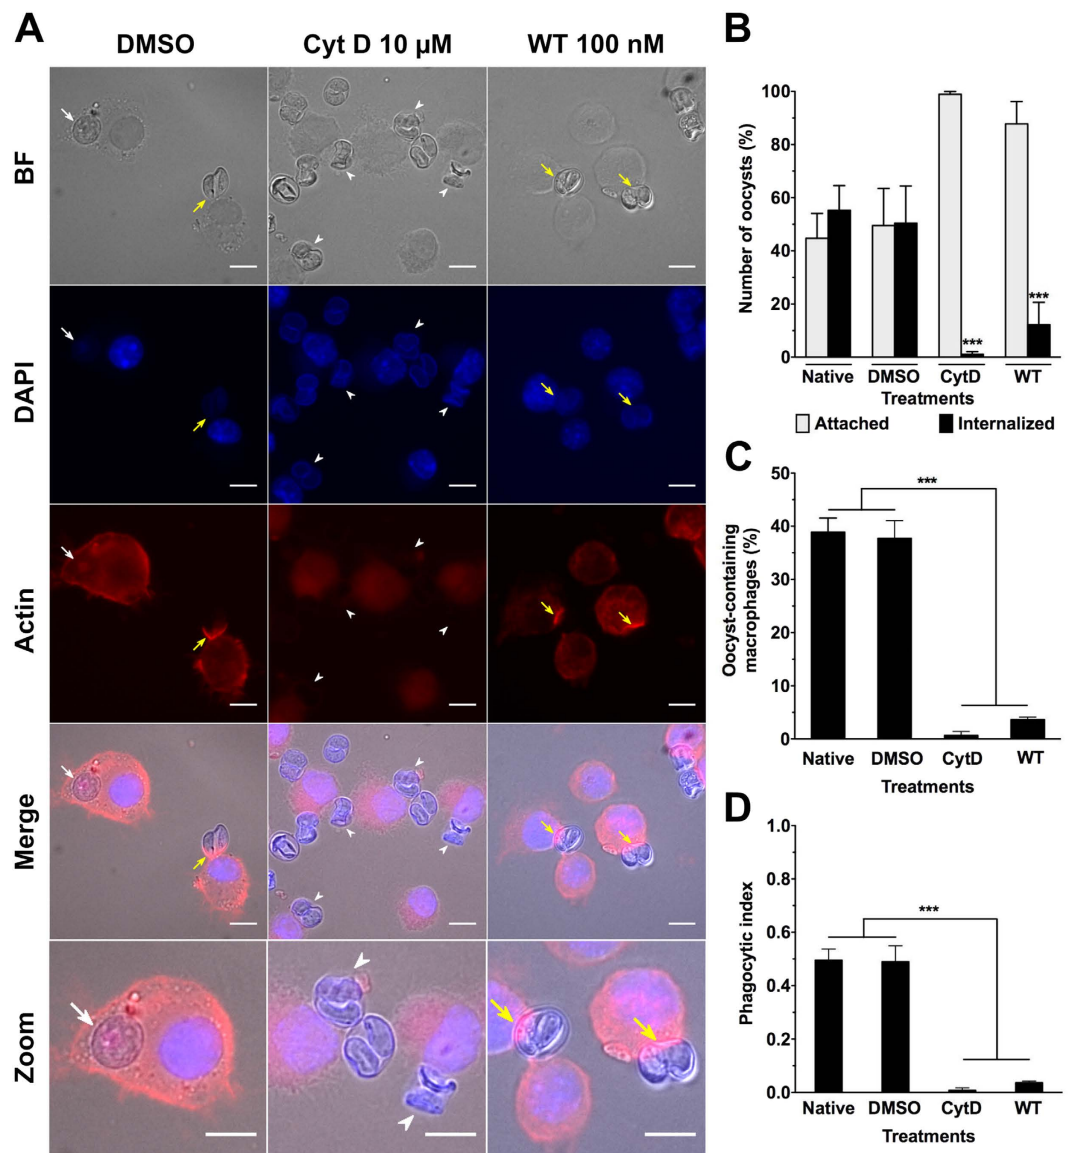 A
DMSO
Cyt D 10 µM
WT 100 nM
BF
DAPI
Actin
Merge
Zoom
B
Number of oocysts (%)
100
80
60
40
20
0
***
***
Native
DMSO
CytD
WT
Treatments
Attached
Internalized
C
Oocyst-containing
macrophages (%)
50
40
30
20
10
0
***
Native
DMSO
CytD
WT
Treatments
D
Phagocytic index
1.0
0.8
0.6
0.4
0.2
0.0
***
Native
DMSO
CytD
WT
Treatments